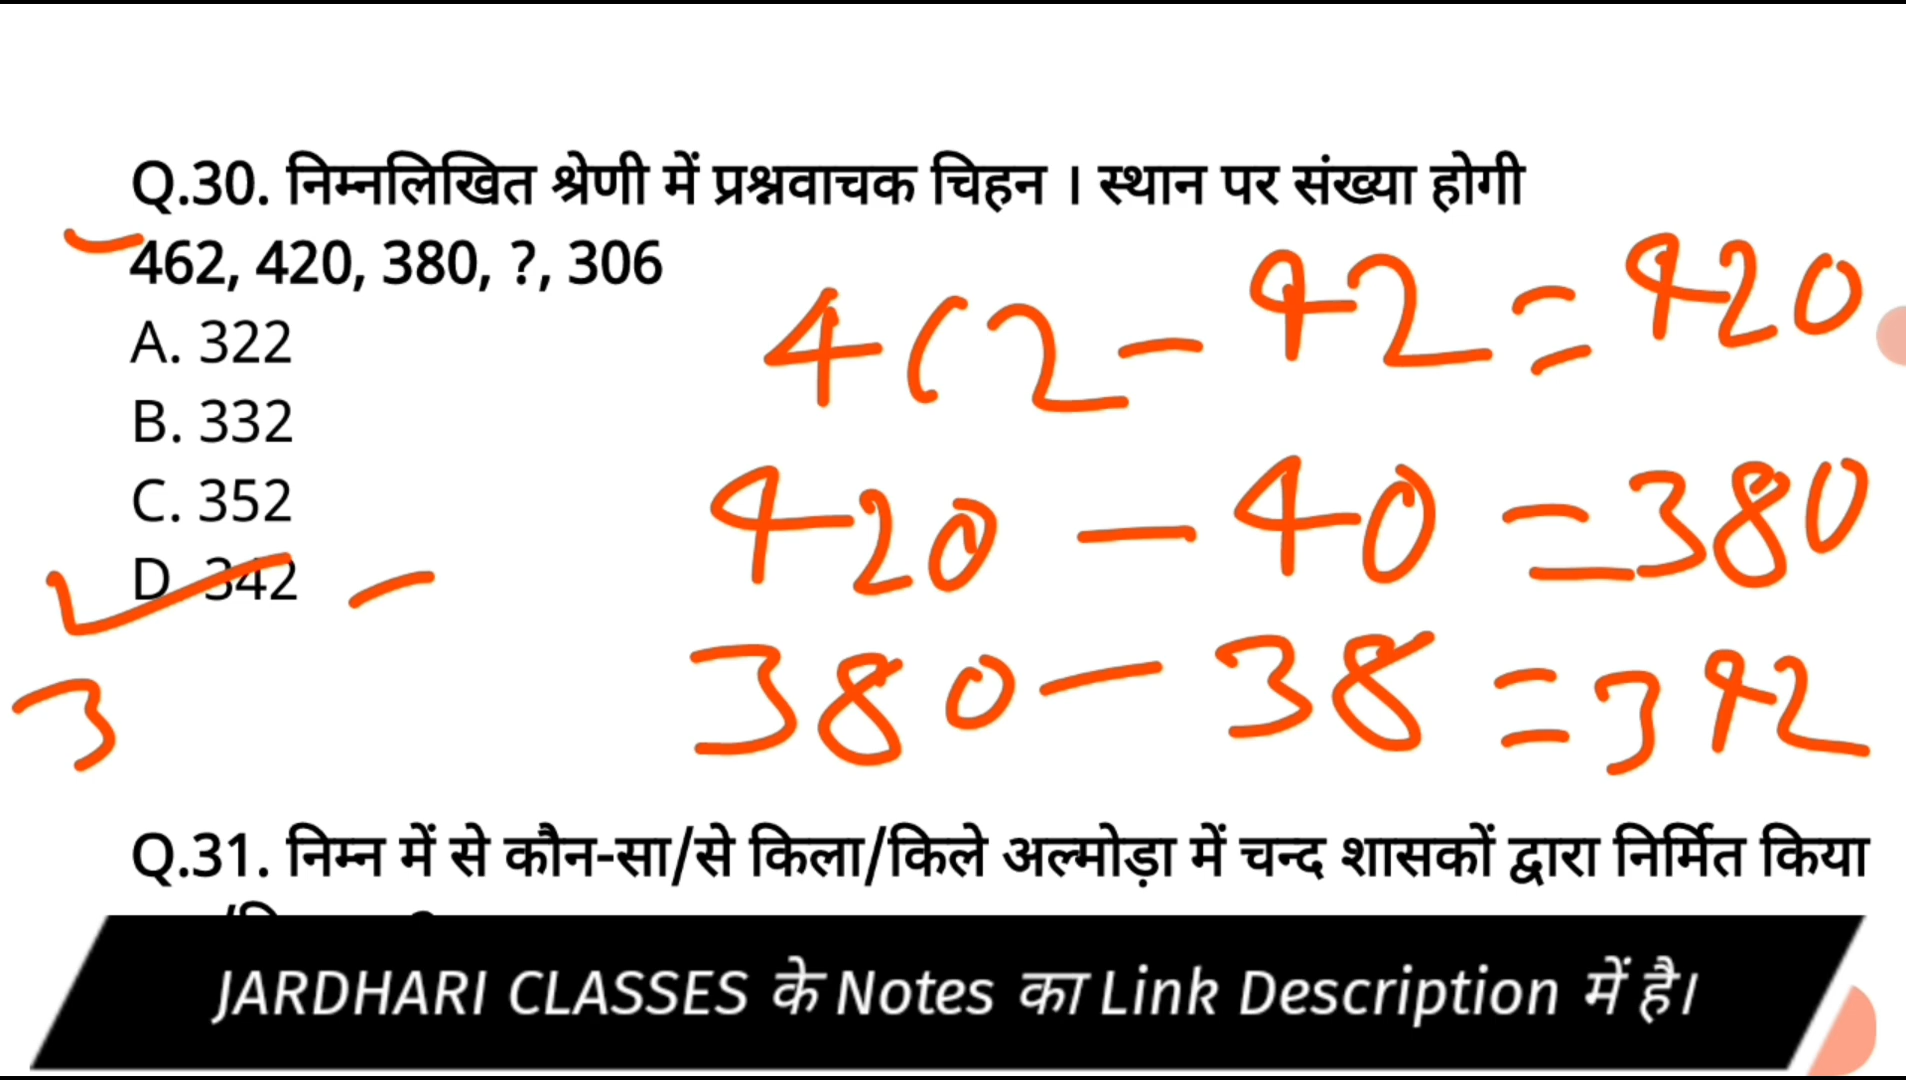 Q.30. निम्नलिखित श्रेणी में प्रश्नवाचक चिहन । स्थान पर संख्या होगी
462, 420, 380, ?, 306
A. 322
B. 332
C. 352
D. 342
462 - 42 = 420
420 - 40 = 380
380 - 38 = 342
3
Q.31. निम्न में से कौन-सा/से किला/किले अल्मोड़ा में चन्द शासकों द्वारा निर्मित किया
JARDHARI CLASSES के Notes का Link Description में है।